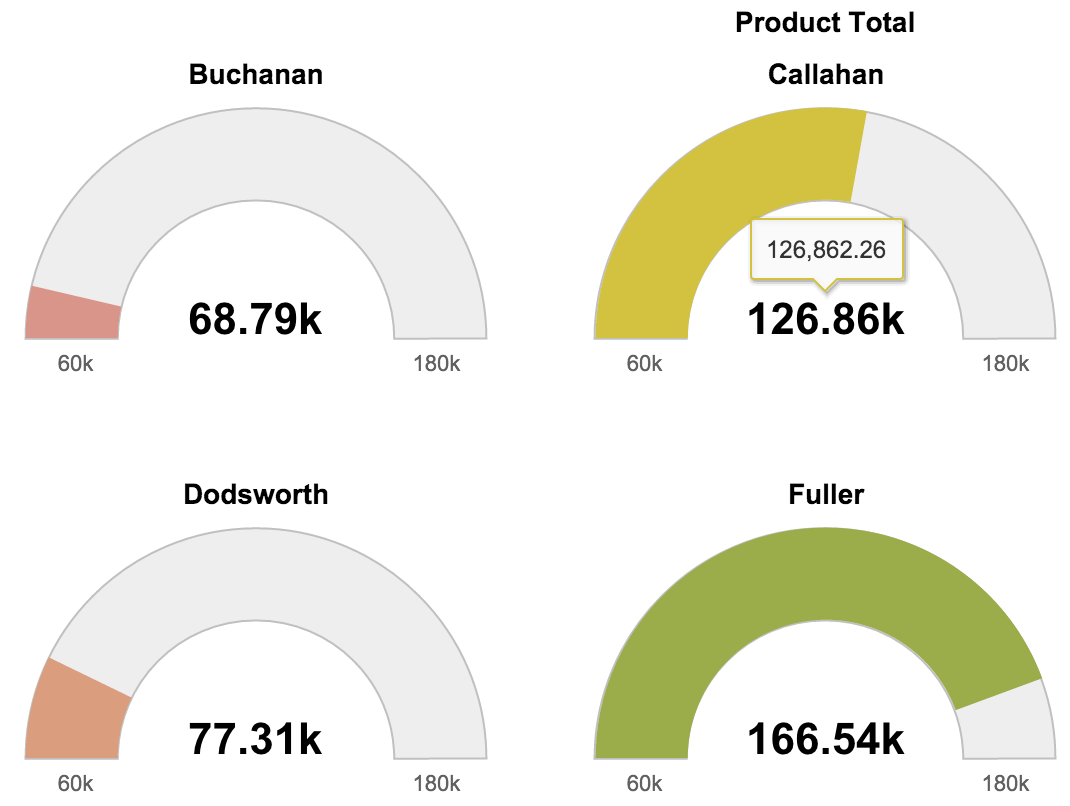 Product Total
Buchanan
Callahan
126,862.26
68.79k
126.86k
60k
180k
60k
180k
Dodsworth
Fuller
77.31k
166.54k
60k
180k
60k
180k